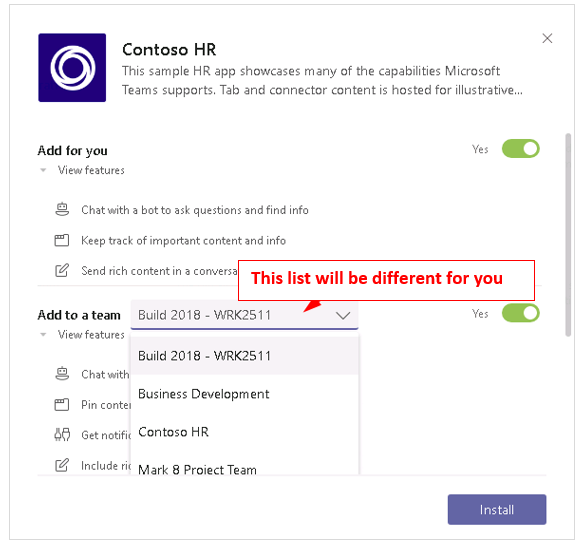 Contoso HR
This sample HR app showcases many of the capabilities Microsoft
Teams supports. Tab and connector content is hosted for illustrative...
Add for you
Yes
View features
Chat with a bot to ask questions and find info
Keep track of important content and info
Send rich content in a conversa
This list will be different for you
Add to a team
Build 2018 - WRK2511
Yes
View features
Build 2018 - WRK2511
Chat with
Business Development
Pin conte
Contoso HR
Get notific
Include ric
Mark 8 Project Team
Install